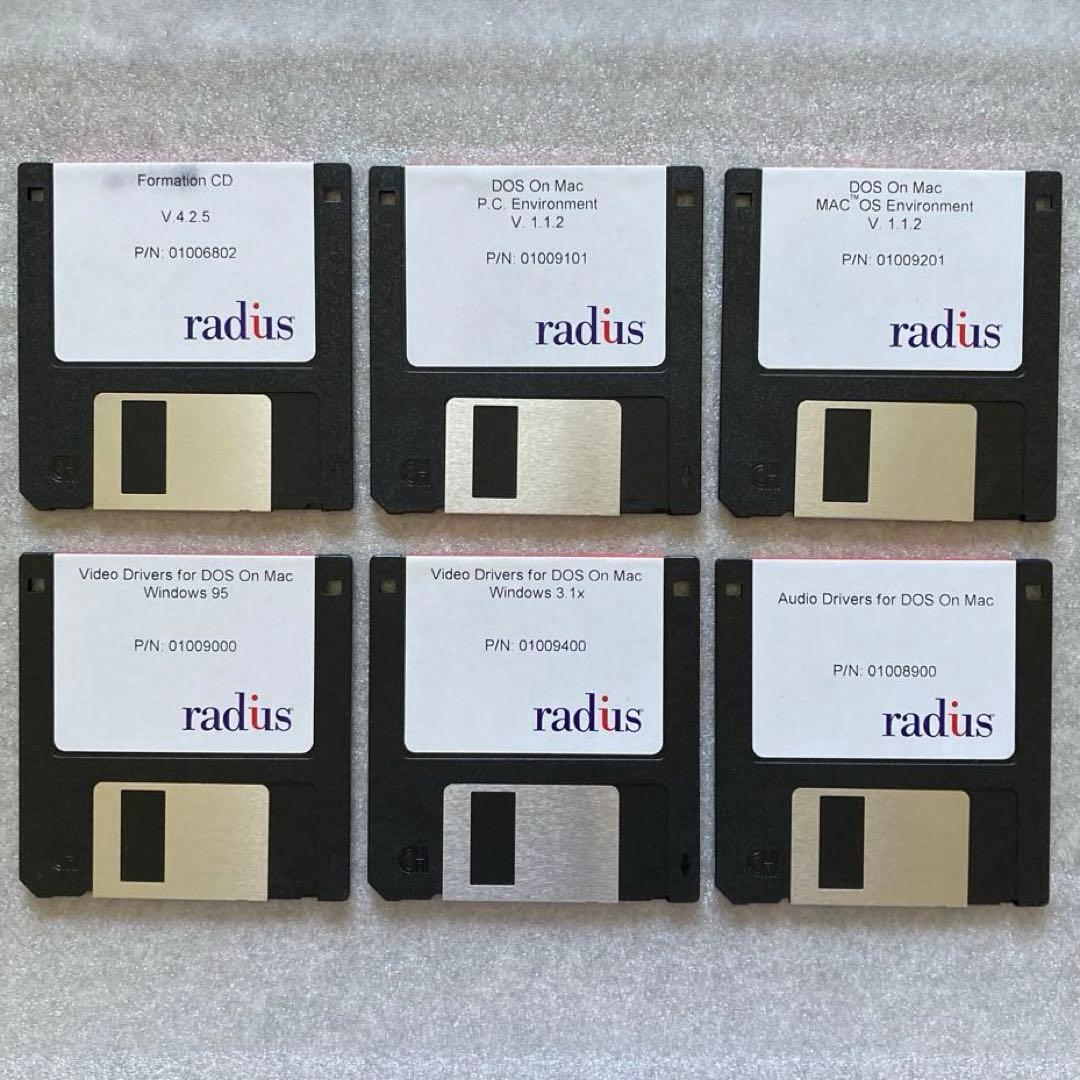 Formation CD
V.4.2.5
P/N: 01006802
radius
DOS On Mac
P.C. Environment
V. 1.1.2
P/N: 01009101
radius
DOS On Mac
MAC™OS Environment
V. 1.1.2
P/N: 01009201
radius
Video Drivers for DOS On Mac
Windows 95
P/N: 01009000
radius
Video Drivers for DOS On Mac
Windows 3.1x
P/N: 01009400
radius
Audio Drivers for DOS On Mac
P/N: 01008900
radius